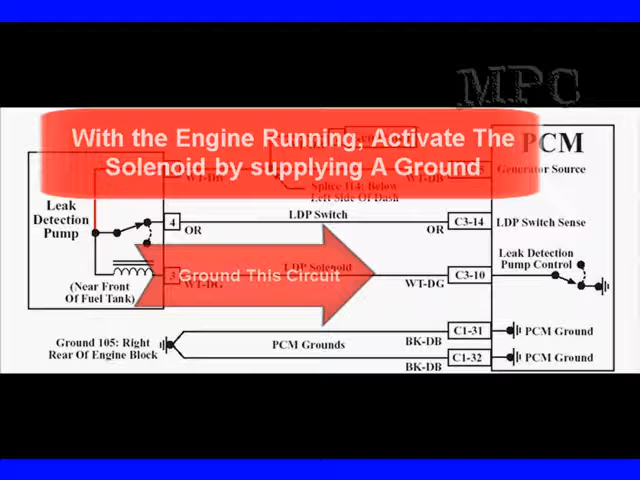 MPC
With the Engine Running, Activate The
Solenoid by supplying A Ground
PCM
Generator Source
WT-DB
Splice 114: Below
Left Side Of Dash
Leak
Detection
Pump
4
OR
LDP Switch
OR
C3-14
LDP Switch Sense
Ground This Circuit
3
LDP Solenoid
WT-DG
WT-DG
C3-10
Leak Detection
Pump Control
(Near Front
Of Fuel Tank)
Ground 105: Right
Rear Of Engine Block
PCM Grounds
BK-DB
C1-31
PCM Ground
BK-DB
C1-32
PCM Ground